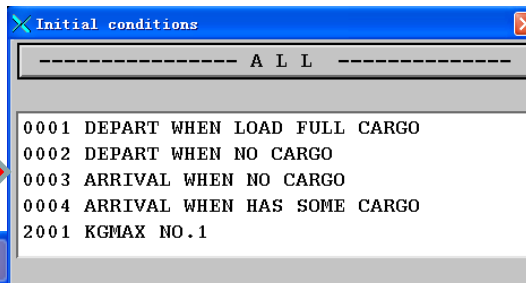 Initial conditions
---------------- A L L --------------
0001 DEPART WHEN LOAD FULL CARGO
0002 DEPART WHEN NO CARGO
0003 ARRIVAL WHEN NO CARGO
0004 ARRIVAL WHEN HAS SOME CARGO
2001 KGMAX NO.1